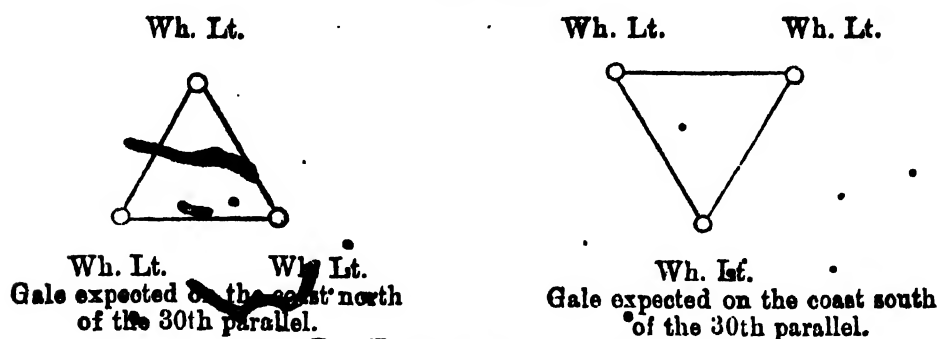 Wh. Lt.
Wh. Lt. Wh. Lt.
Gale expected on the coast north
of the 30th parallel.
Wh. Lt. Wh. Lt.
Wh. Lt.
Gale expected on the coast south
of the 30th parallel.